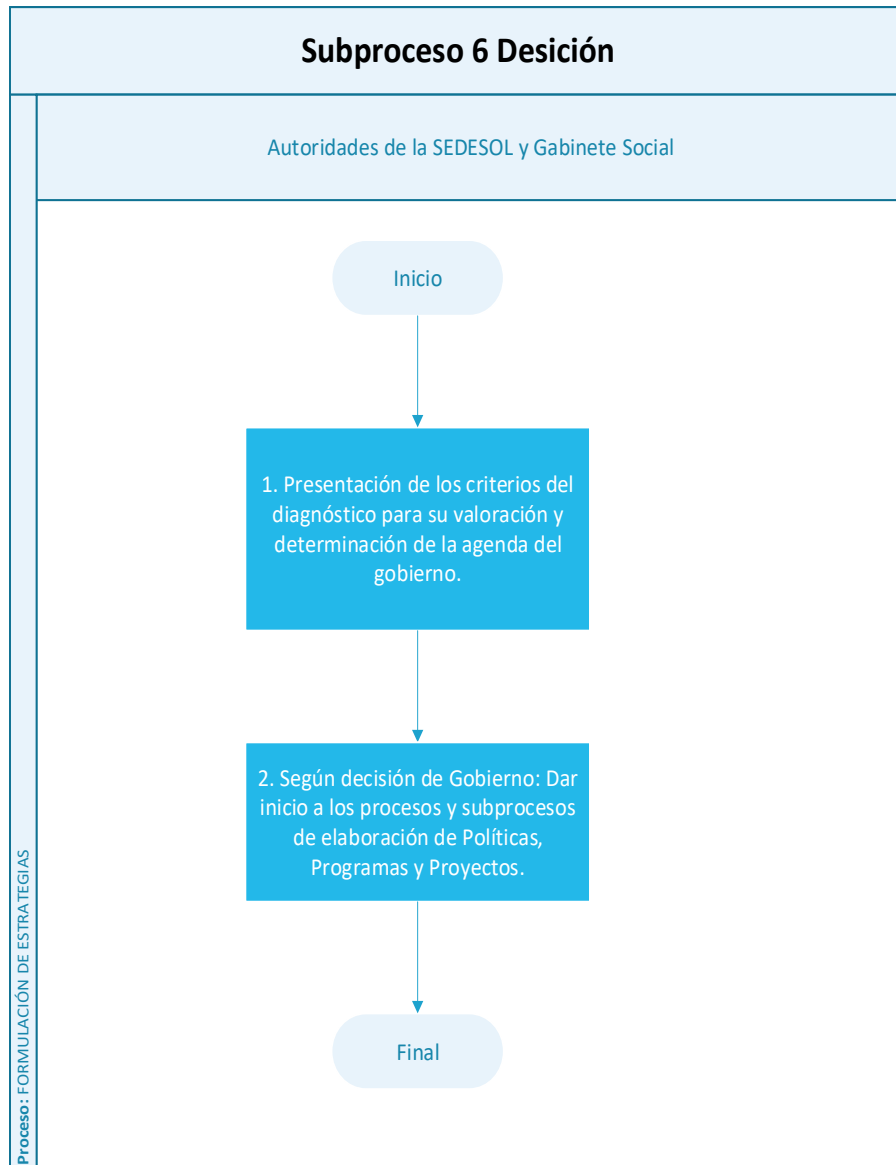 Subproceso 6 Desición
Autoridades de la SEDESOL y Gabinete Social
Inicio
1. Presentación de los criterios del
diagnóstico para su valoración y
determinación de la agenda del
gobierno.
2. Según decisión de Gobierno: Dar
inicio a los procesos y subprocesos
de elaboración de Políticas,
Programas y Proyectos.
Final
Proceso: FORMULACIÓN DE ESTRATEGIAS